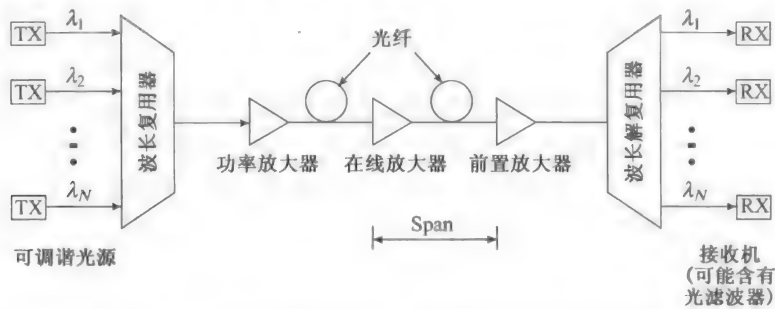 TX λ1
TX λ2
TX λN
可调谐光源
波长复用器
光纤
功率放大器
在线放大器
前置放大器
Span
波长解复用器
λ1 RX
λ2 RX
λN RX
接收机
(可能含有
光滤波器)